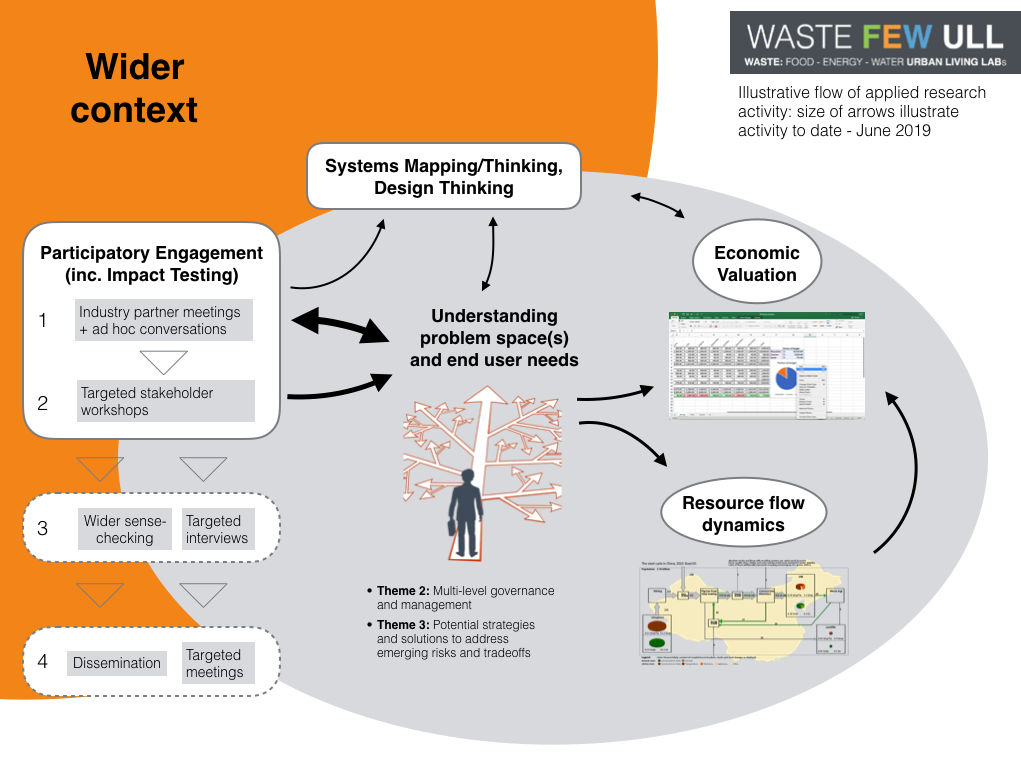 Wider
context
WASTE FEW ULL
WASTE: FOOD - ENERGY - WATER URBAN LIVING LABs
Illustrative flow of applied research
activity: size of arrows illustrate
activity to date - June 2019
Systems Mapping/Thinking,
Design Thinking
Participatory Engagement
(inc. Impact Testing)
1
Industry partner meetings
+ ad hoc conversations
2
Targeted stakeholder
workshops
3
Wider sense-
checking
Targeted
interviews
4
Dissemination
Targeted
meetings
Understanding
problem space(s)
and end user needs
• Theme 2: Multi-level governance
and management
• Theme 3: Potential strategies
and solutions to address
emerging risks and tradeoffs
Economic
Valuation
Resource flow
dynamics